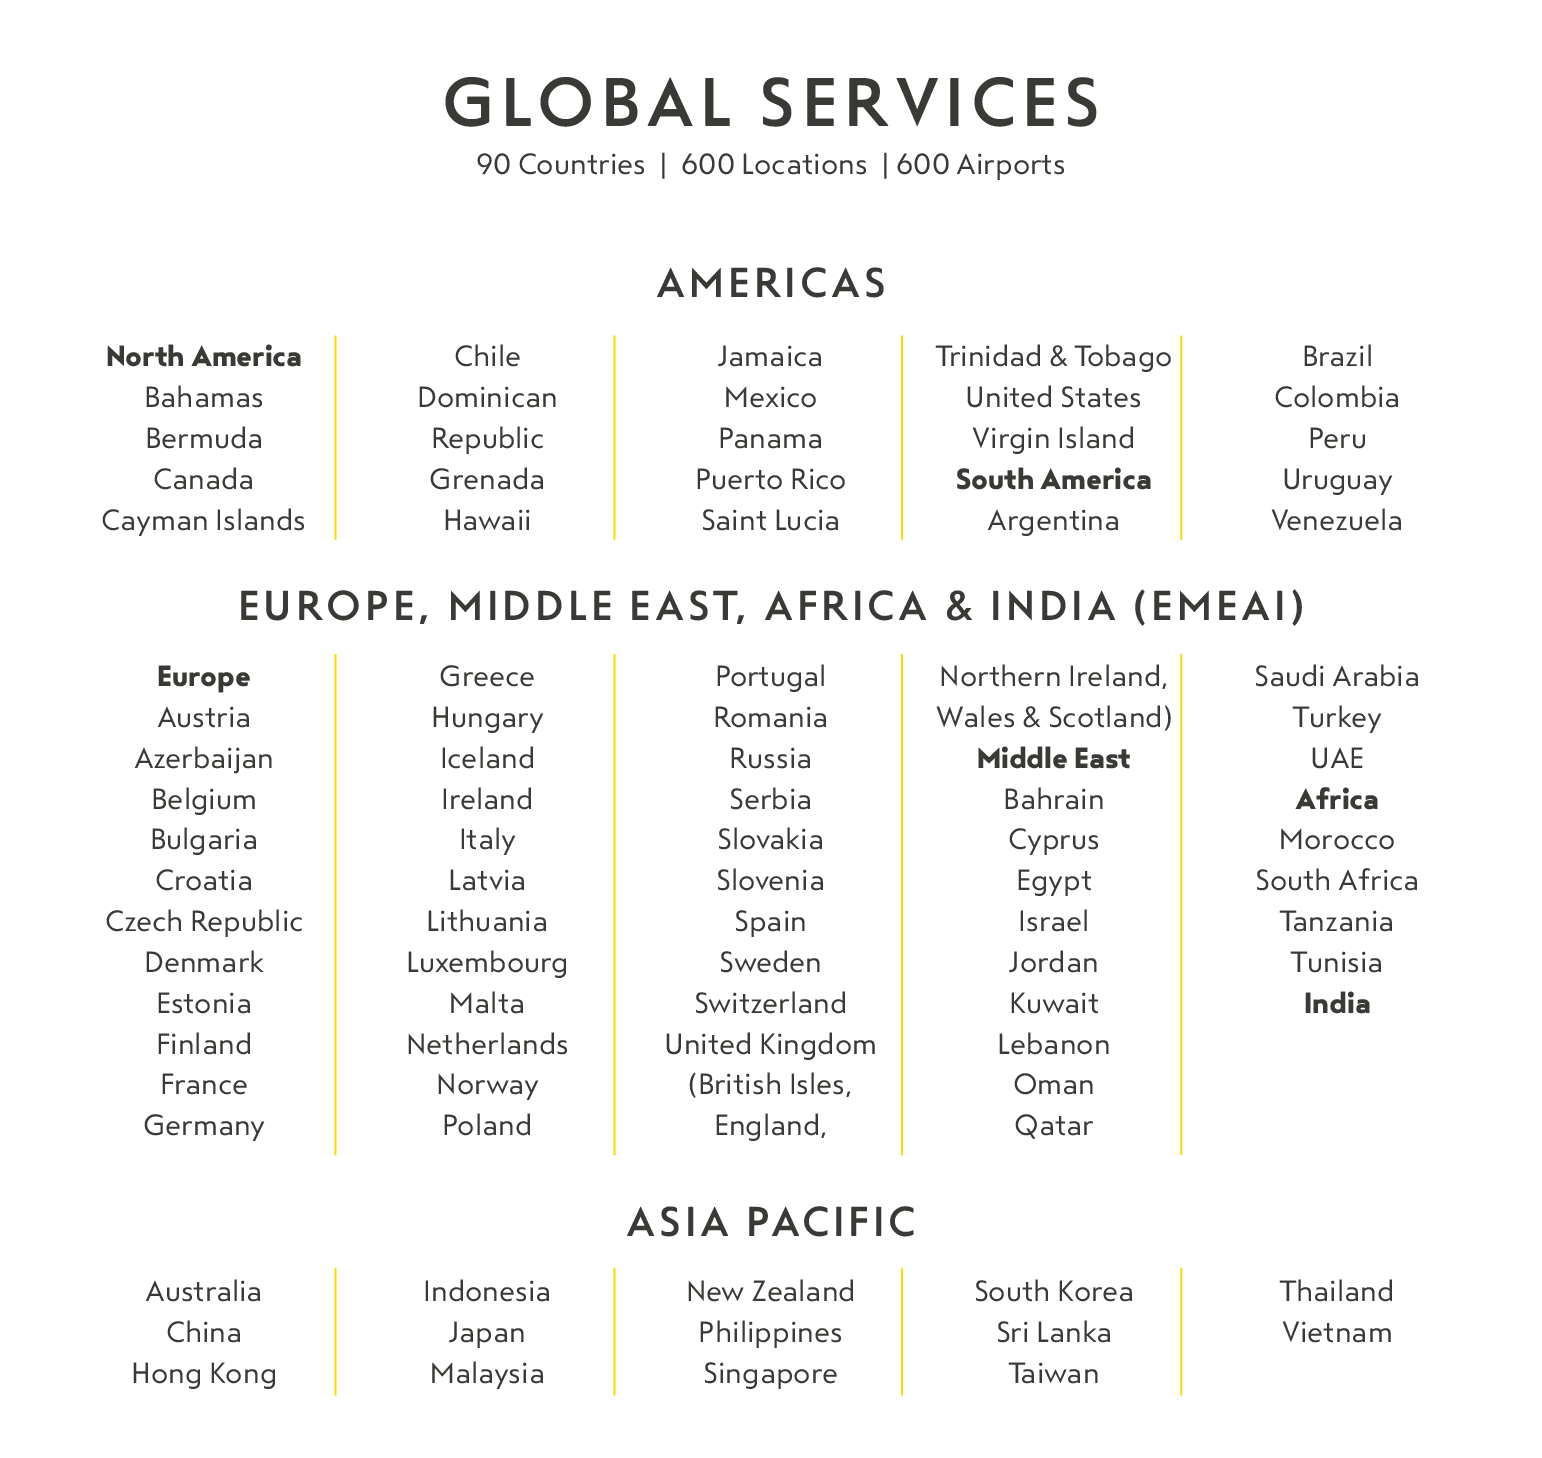 GLOBAL SERVICES
90 Countries | 600 Locations | 600 Airports
AMERICAS
North America
Bahamas
Bermuda
Canada
Cayman Islands
Chile
Dominican
Republic
Grenada
Hawaii
Jamaica
Mexico
Panama
Puerto Rico
Saint Lucia
Trinidad & Tobago
United States
Virgin Island
South America
Argentina
Brazil
Colombia
Peru
Uruguay
Venezuela
EUROPE, MIDDLE EAST, AFRICA & INDIA (EMEAI)
Europe
Austria
Azerbaijan
Belgium
Bulgaria
Croatia
Czech Republic
Denmark
Estonia
Finland
France
Germany
Greece
Hungary
Iceland
Ireland
Italy
Latvia
Lithuania
Luxembourg
Malta
Netherlands
Norway
Poland
Portugal
Romania
Russia
Serbia
Slovakia
Slovenia
Spain
Sweden
Switzerland
United Kingdom
(British Isles,
England,
Northern Ireland,
Wales & Scotland)
Middle East
Bahrain
Cyprus
Egypt
Israel
Jordan
Kuwait
Lebanon
Oman
Qatar
Saudi Arabia
Turkey
UAE
Africa
Morocco
South Africa
Tanzania
Tunisia
India
ASIA PACIFIC
Australia
China
Hong Kong
Indonesia
Japan
Malaysia
New Zealand
Philippines
Singapore
South Korea
Sri Lanka
Taiwan
Thailand
Vietnam